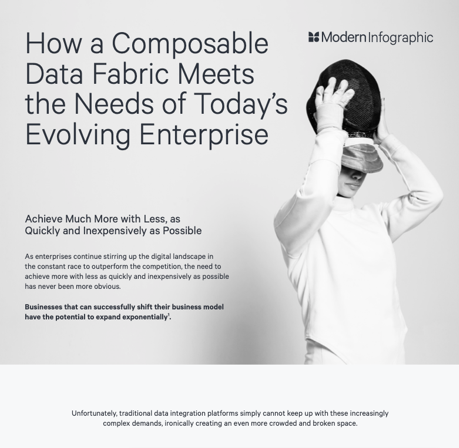 How a Composable
Data Fabric Meets
the Needs of Today's
Evolving Enterprise
Modern Infographic
Achieve Much More with Less, as
Quickly and Inexpensively as Possible
As enterprises continue stirring up the digital landscape in
the constant race to outperform the competition, the need to
achieve more with less as quickly and inexpensively as possible
has never been more obvious.
Businesses that can successfully shift their business model
have the potential to expand exponentially¹.
Unfortunately, traditional data integration platforms simply cannot keep up with these increasingly
complex demands, ironically creating an even more crowded and broken space.